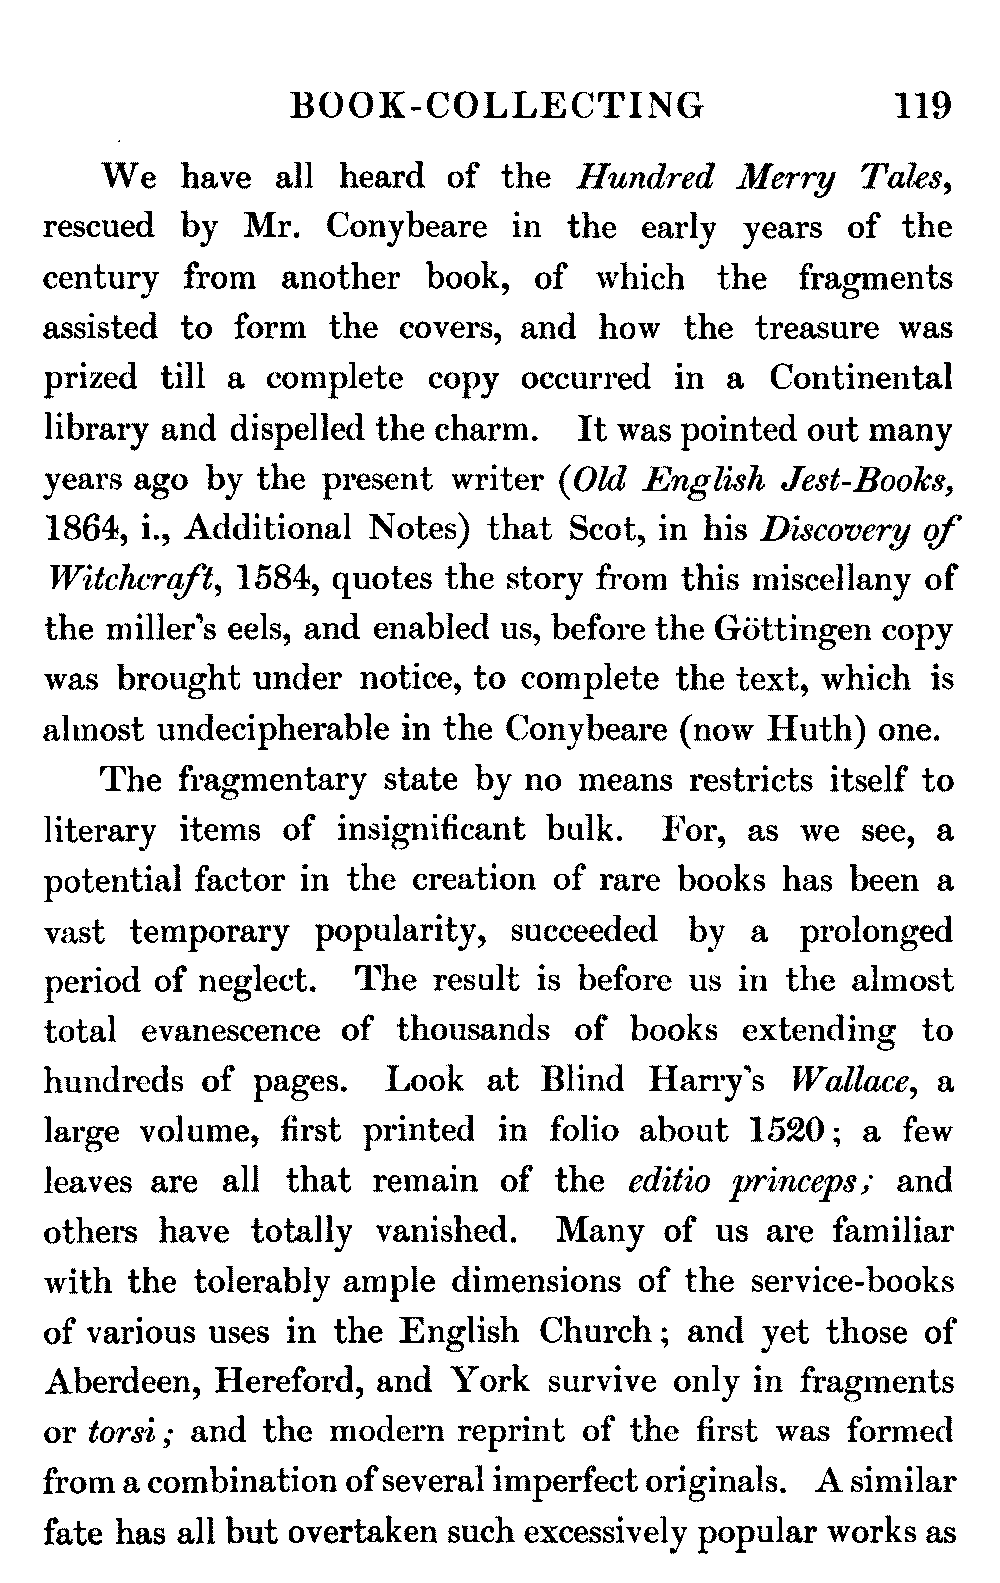 BOOK-COLLECTING 119
We have all heard of the Hundred Merry Tales,
rescued by Mr. Conybeare in the early years of the
century from another book, of which the fragments
assisted to form the covers, and how the treasure was
prized till a complete copy occurred in a Continental
library and dispelled the charm. It was pointed out many
years ago by the present writer (Old English Jest-Books,
1864, i., Additional Notes) that Scot, in his Discovery of
Witchcraft, 1584, quotes the story from this miscellany of
the miller's eels, and enabled us, before the Göttingen copy
was brought under notice, to complete the text, which is
almost undecipherable in the Conybeare (now Huth) one.
The fragmentary state by no means restricts itself to
literary items of insignificant bulk. For, as we see, a
potential factor in the creation of rare books has been a
vast temporary popularity, succeeded by a prolonged
period of neglect. The result is before us in the almost
total evanescence of thousands of books extending to
hundreds of pages. Look at Blind Harry's Wallace, a
large volume, first printed in folio about 1520; a few
leaves are all that remain of the editio princeps; and
others have totally vanished. Many of us are familiar
with the tolerably ample dimensions of the service-books
of various uses in the English Church; and yet those of
Aberdeen, Hereford, and York survive only in fragments
or torsi; and the modern reprint of the first was formed
from a combination of several imperfect originals. A similar
fate has all but overtaken such excessively popular works as